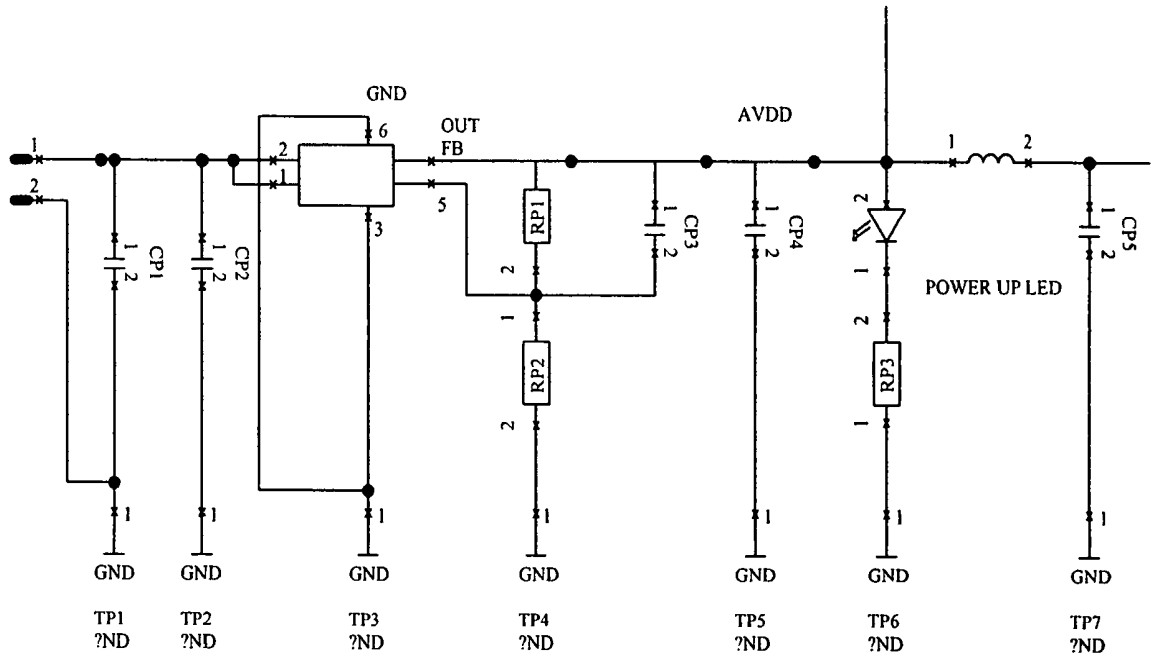 GND
6
OUT
FB
AVDD
1
2
1
2
2
1
5
3
1
2
CP1
1
2
CP2
RP1
2
1
RP2
2
1
2
CP3
1
2
CP4
2
1
POWER UP LED
2
RP3
1
1
2
CP5
1
1
1
1
1
1
1
GND
GND
GND
GND
GND
GND
GND
TP1
TP2
TP3
TP4
TP5
TP6
TP7
?ND
?ND
?ND
?ND
?ND
?ND
?ND